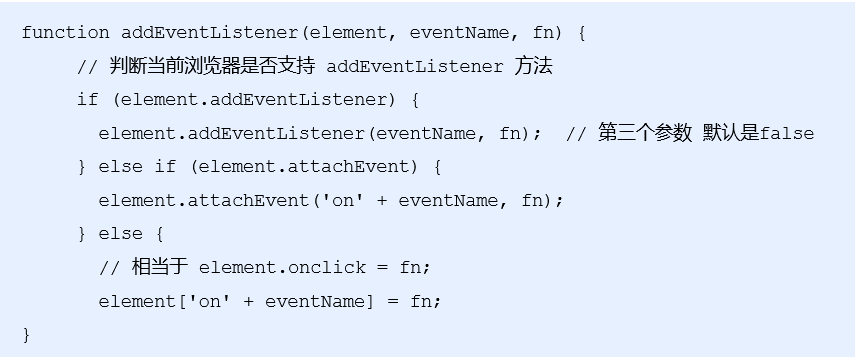 function addEventListener(element, eventName, fn) {
// 判断当前浏览器是否支持 addEventListener 方法
if (element.addEventListener) {
element.addEventListener(eventName, fn); // 第三个参数 默认是false
} else if (element.attachEvent) {
element.attachEvent('on' + eventName, fn);
} else {
// 相当于 element.onclick = fn;
element['on' + eventName] = fn;
}